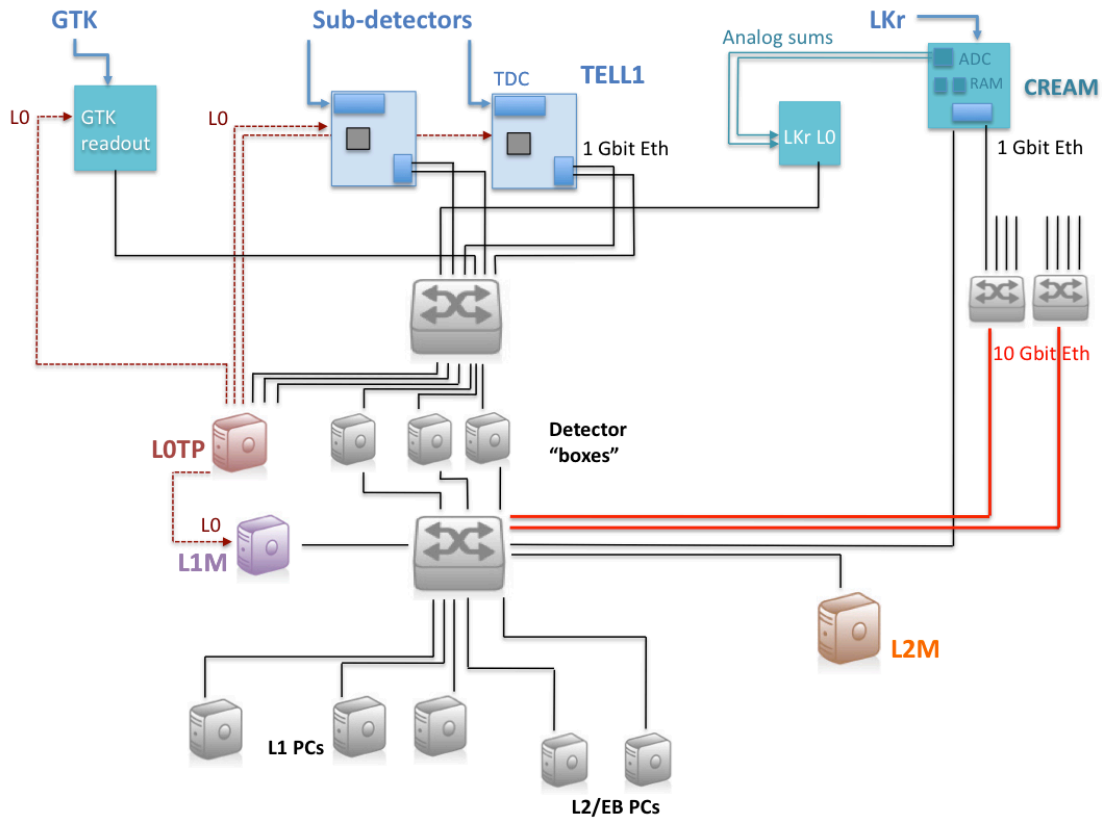 GTK
Sub-detectors
LKr
Analog sums
TELL1
TDC
ADC
RAM
CREAM
L0
GTK
readout
L0
1 Gbit Eth
LKr L0
1 Gbit Eth
10 Gbit Eth
L0TP
Detector
“boxes”
L0
L1M
L2M
L1 PCs
L2/EB PCs